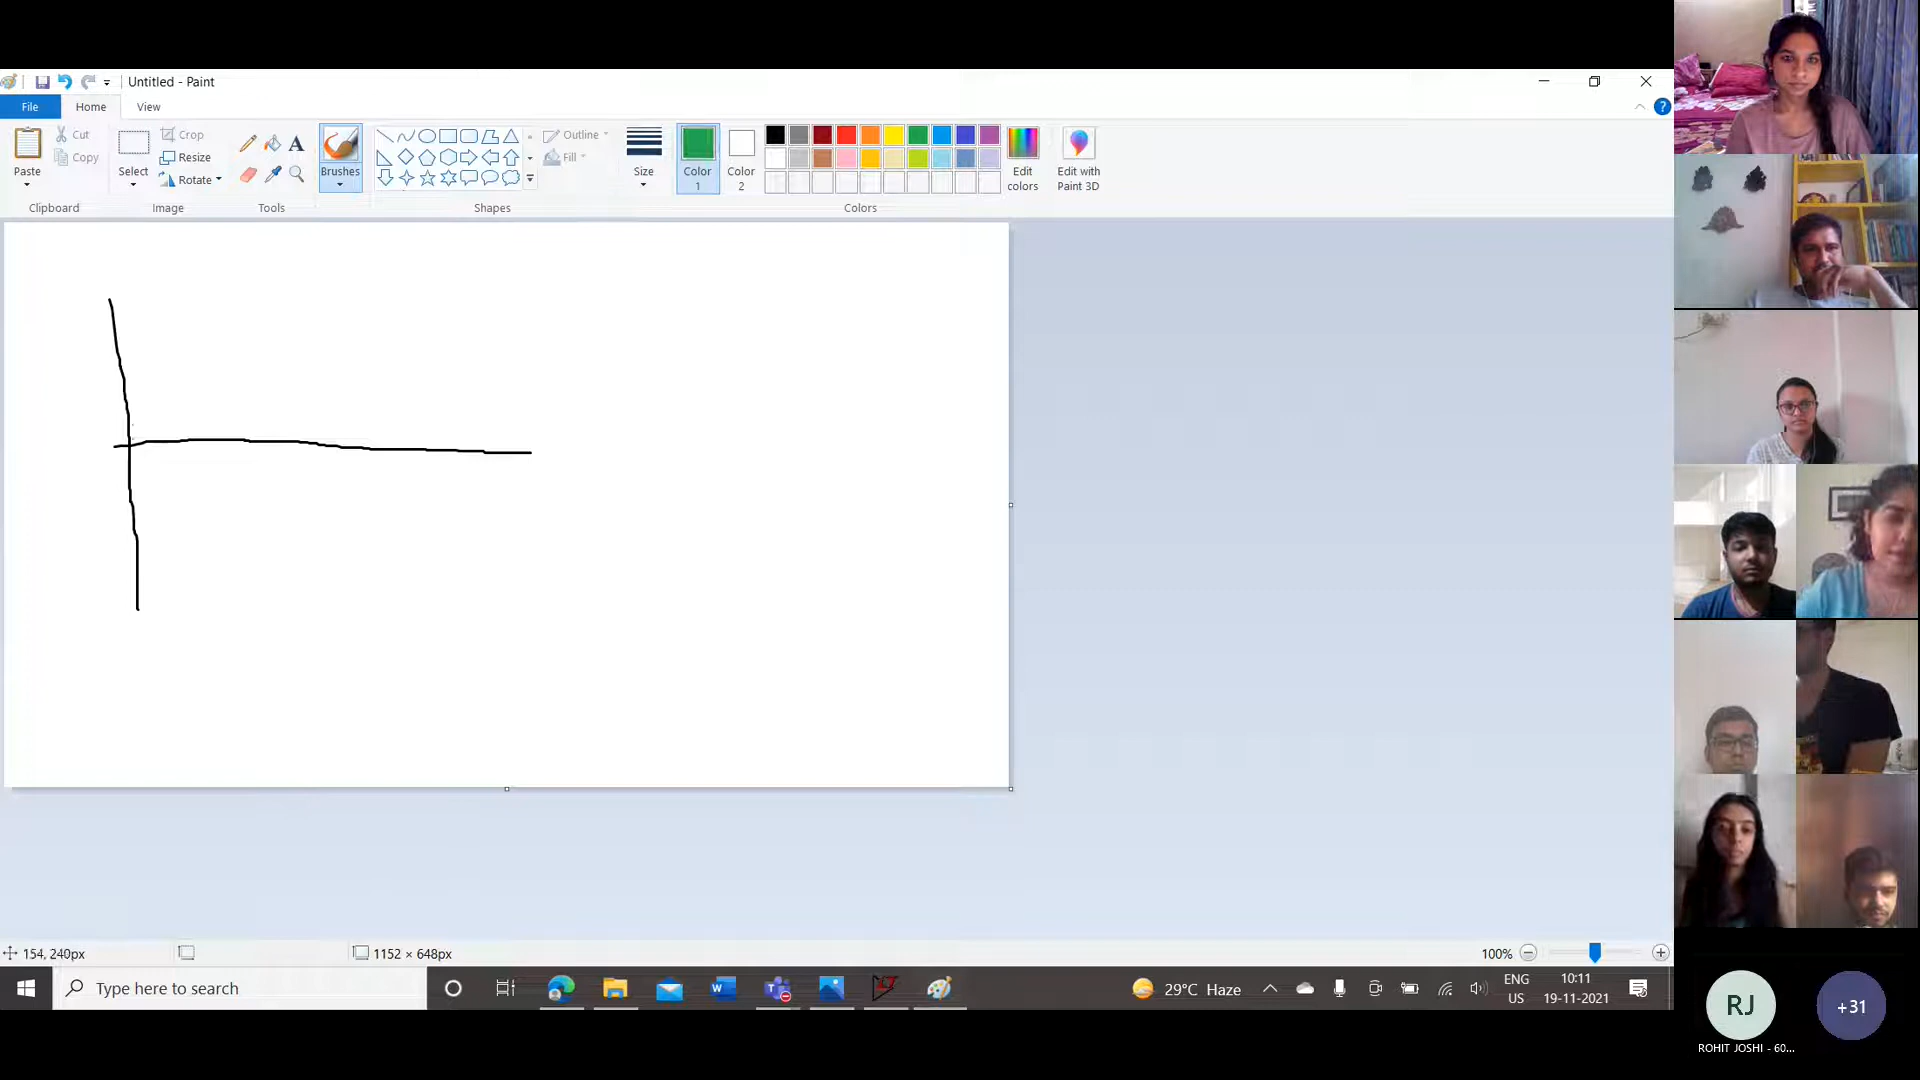 Untitled - Paint
File Home View
Paste
Cut
Copy
Clipboard
Select
Crop
Resize
Rotate
Image
A
Tools
Brushes
Shapes
Outline
Fill
Size
Color 1
Color 2
Edit colors
Colors
Edit with Paint 3D
?
154, 240px
1152 × 648px
100%
Type here to search
W
T
29°C Haze
ENG
US
10:11
19-11-2021
RJ
+31
ROHIT JOSHI - 60...